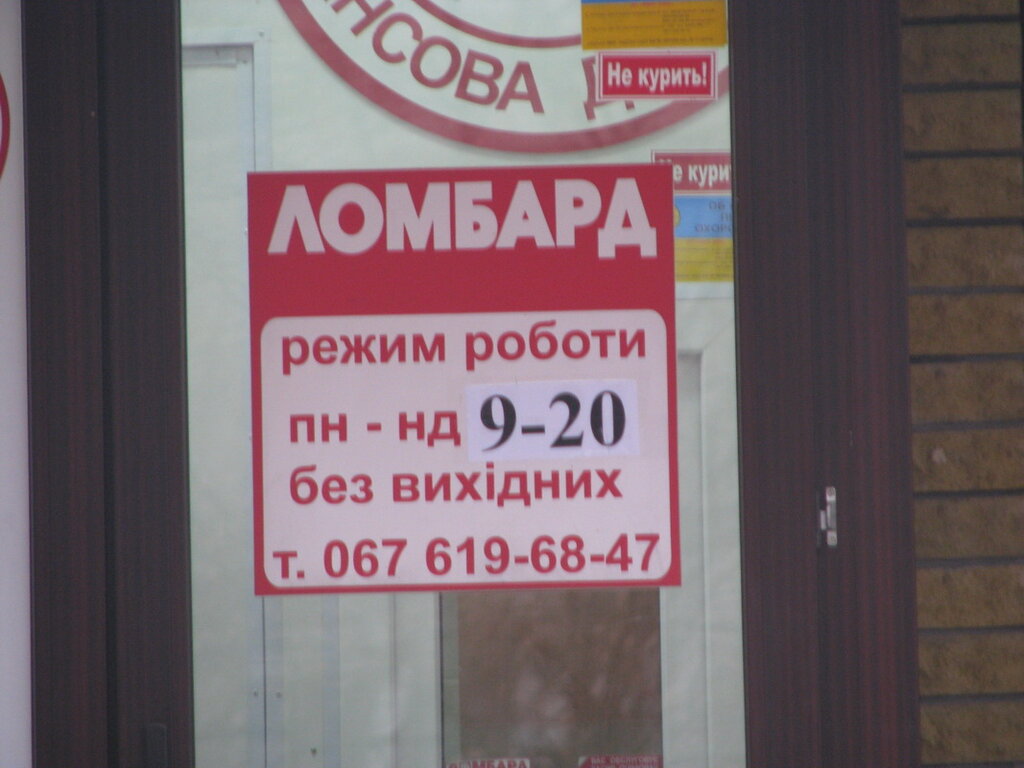 НСОВА
Не курить!
ЛОМБАРД
режим роботи
пн - нд 9-20
без вихідних
т. 067 619-68-47